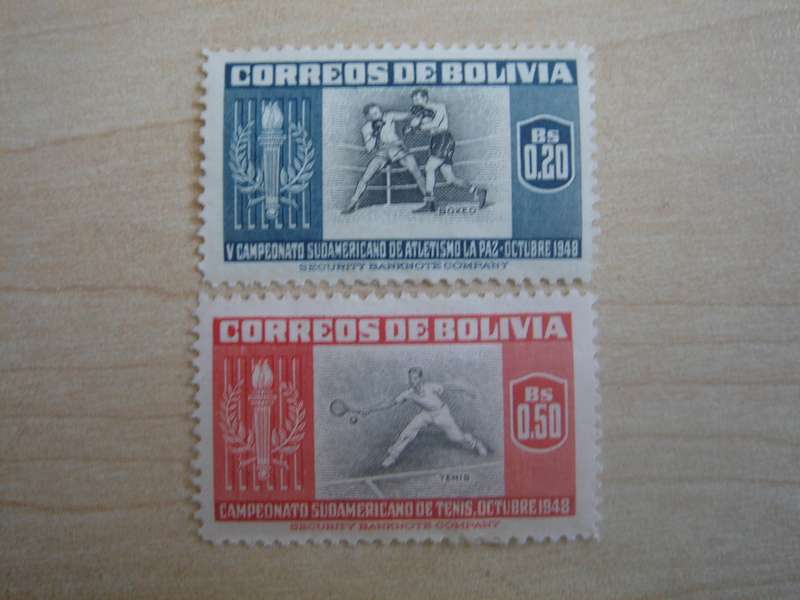 CORREOS DE BOLIVIA
Bs
0.20
BOXEO
V CAMPEONATO SUDAMERICANO DE ATLETISMO LA PAZ-OCTUBRE 1948
SECURITY BANKNOTE COMPANY
CORREOS DE BOLIVIA
Bs
0.50
TENIS
CAMPEONATO SUDAMERICANO DE TENIS. OCTUBRE 1948
SECURITY BANKNOTE COMPANY